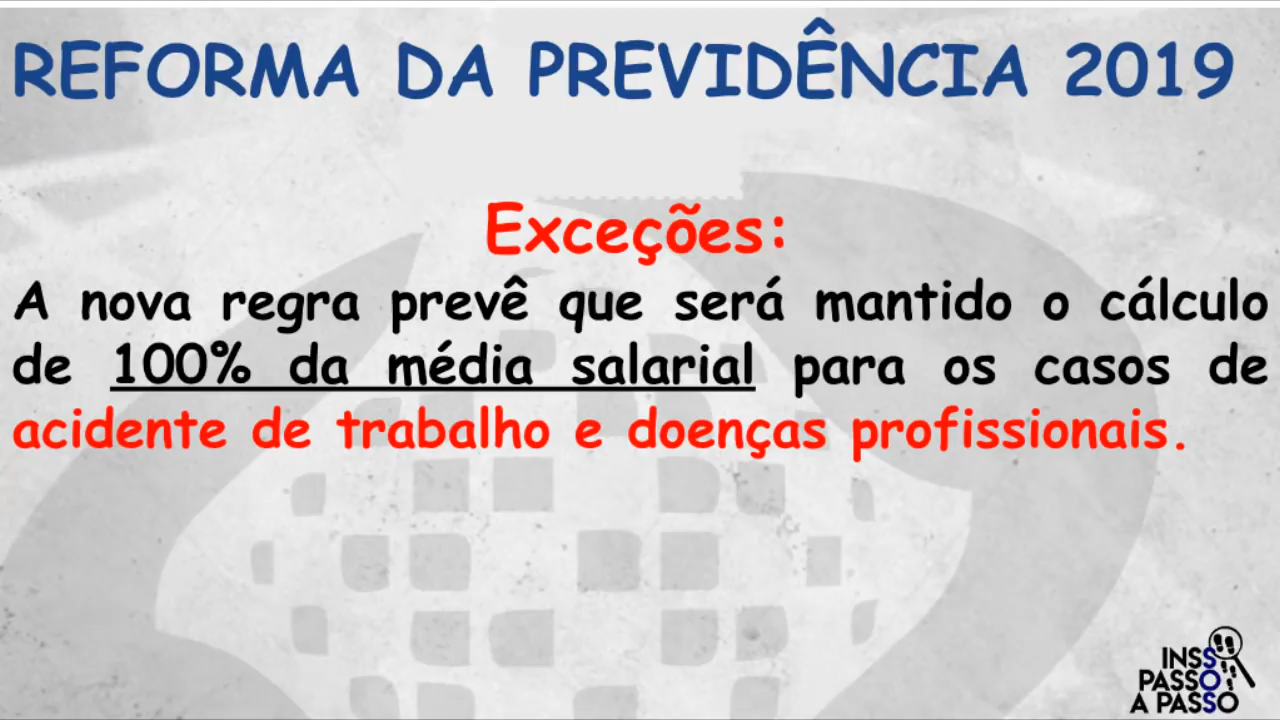 REFORMA DA PREVIDÊNCIA 2019
Exceções:
A nova regra prevê que será mantido o cálculo
de 100% da média salarial para os casos de
acidente de trabalho e doenças profissionais.
INSS
PASSO
A PASSO